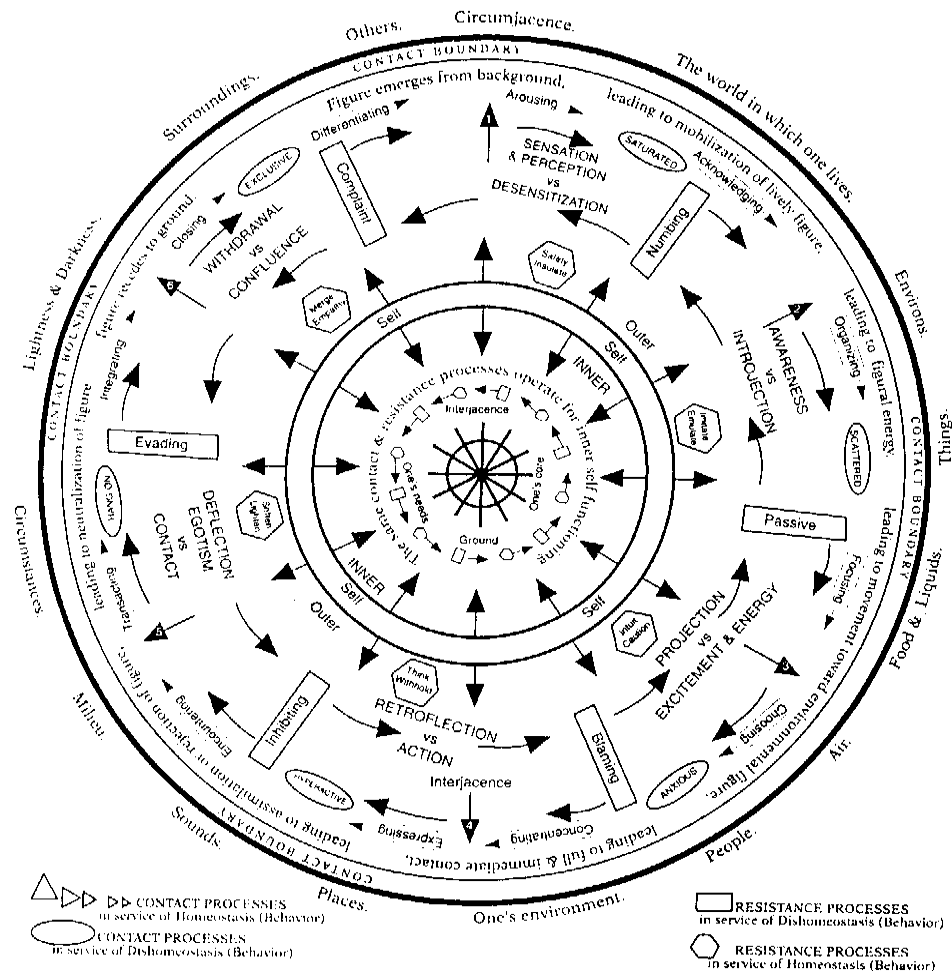 Circumjacence.
The world in which one lives.
Environs.
Things
Food & Liquids.
Air.
People.
One's environment.
Places.
Sounds.
Milieu.
Circumstances.
Lightness & Darkness.
Surroundings.
Others.
CONTACT BOUNDARY
CONTACT BOUNDARY
CONTACT BOUNDARY
CONTACT BOUNDARY
Figure emerges from background,
leading to mobilization of lively figure,
leading to figural energy
leading to movement toward environmental figure,
leading to full & immediate contact,
leading to assimilation or rejection of figure,
leading to neutralization of figure
figure recedes to ground.
1
Arousing
SENSATION
& PERCEPTION
vs
DESENSITIZATION
SATURATED
Acknowledging
Numbing
Safety
Insulate
2
AWARENESS
vs
INTROJECTION
Organizing
SCATTERED
Passive
Focusing
Imitate
Emulate
3
PROJECTION
vs
EXCITEMENT & ENERGY
Choosing
ANXIOUS
Blaming
Intuit
Caution
Concentrating
4
Interjacence
RETROFLECTION
vs
ACTION
Expressing
HYPERACTIVE
Inhibiting
Think
Withhold
Encountering
5
DEFLECTION
EGOTISM
vs
CONTACT
Transacting
HANG ON
Evading
Soften
Lighten
Integrating
6
WITHDRAWAL
vs
CONFLUENCE
Closing
EXCLUSIVE
Complaint
Merge
Empathy
Differentiating
Self
Outer
Self
INNER
Self
Outer
Self
INNER
The same contact & resistance processes operate for inner self functioning
Interjacence
One's core
Ground
One's needs
CONTACT PROCESSES
in service of Homeostasis (Behavior)
CONTACT PROCESSES
in service of Dishomeostasis (Behavior)
RESISTANCE PROCESSES
in service of Dishomeostasis (Behavior)
RESISTANCE PROCESSES
in service of Homeostasis (Behavior)